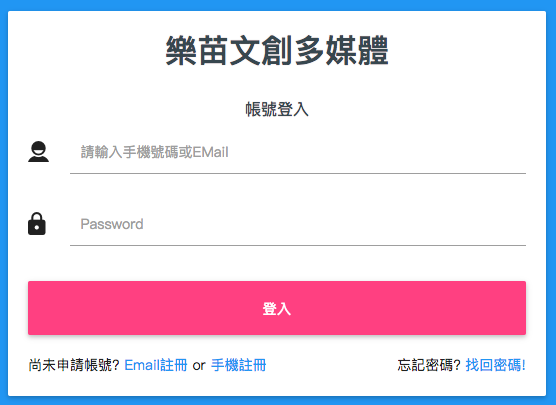 樂苗文創多媒體
帳號登入
請輸入手機號碼或EMail
Password
登入
尚未申請帳號? Email註冊 or 手機註冊
忘記密碼? 找回密碼!